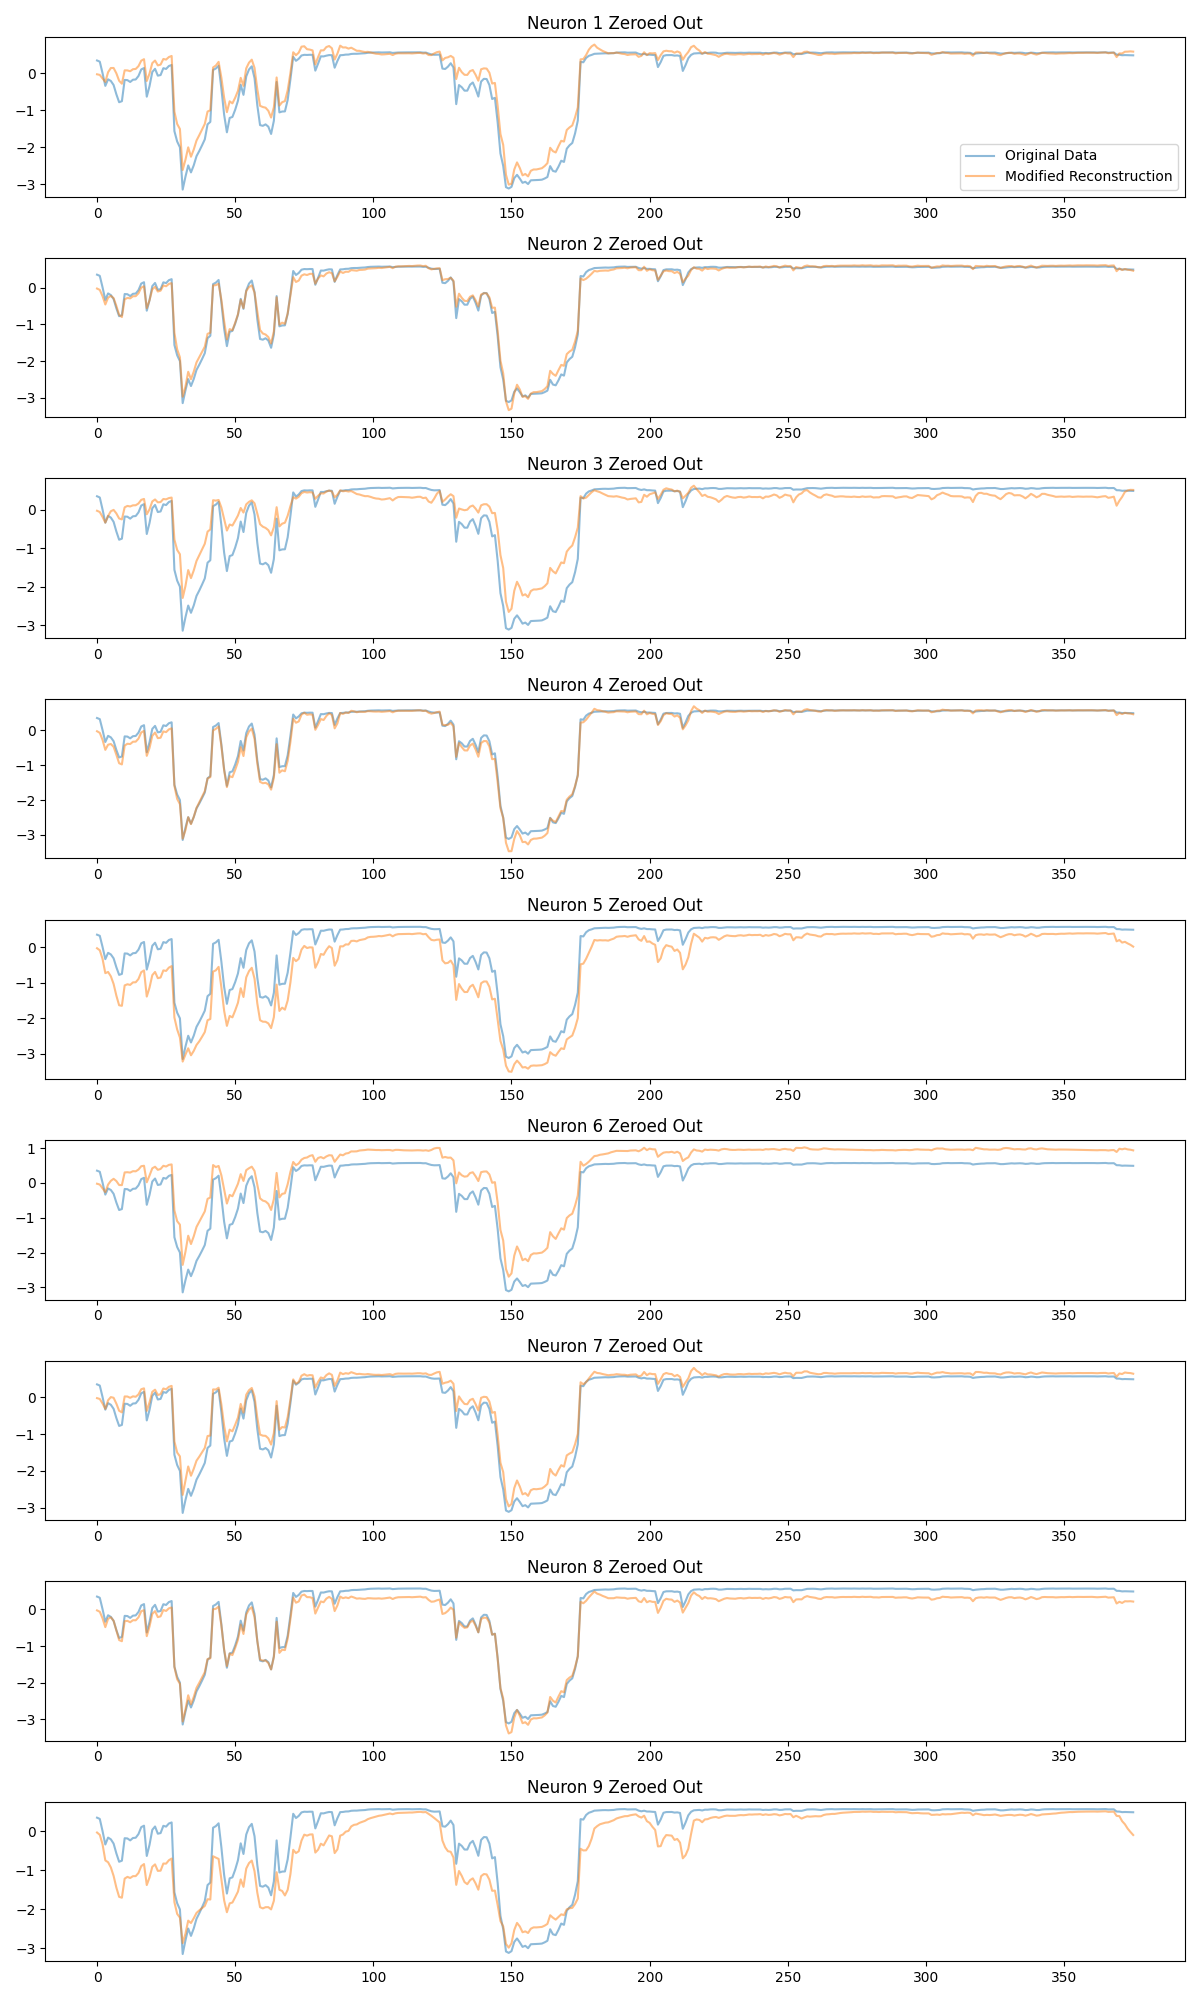 Neuron 1 Zeroed Out
0
−1
−2
−3
Original Data
Modified Reconstruction
0 50 100 150 200 250 300 350
Neuron 2 Zeroed Out
0
−1
−2
−3
0 50 100 150 200 250 300 350
Neuron 3 Zeroed Out
0
−1
−2
−3
0 50 100 150 200 250 300 350
Neuron 4 Zeroed Out
0
−1
−2
−3
0 50 100 150 200 250 300 350
Neuron 5 Zeroed Out
0
−1
−2
−3
0 50 100 150 200 250 300 350
Neuron 6 Zeroed Out
1
0
−1
−2
−3
0 50 100 150 200 250 300 350
Neuron 7 Zeroed Out
0
−1
−2
−3
0 50 100 150 200 250 300 350
Neuron 8 Zeroed Out
0
−1
−2
−3
0 50 100 150 200 250 300 350
Neuron 9 Zeroed Out
0
−1
−2
−3
0 50 100 150 200 250 300 350